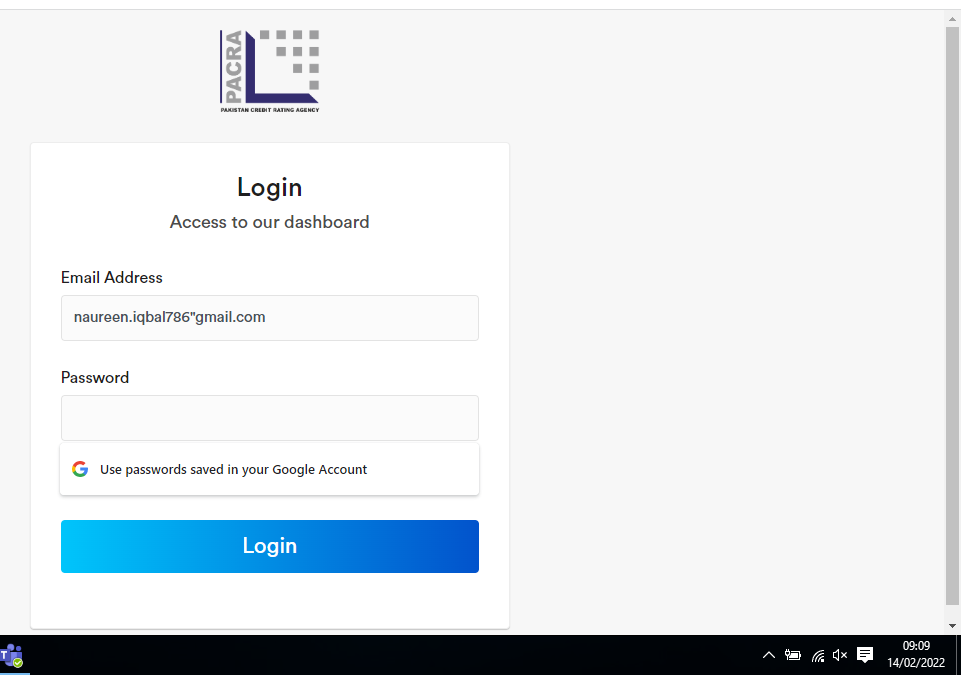 PACRA
PAKISTAN CREDIT RATING AGENCY
Login
Access to our dashboard
Email Address
naureen.iqbal786"gmail.com
Password
Use passwords saved in your Google Account
Login
T
09:09
14/02/2022